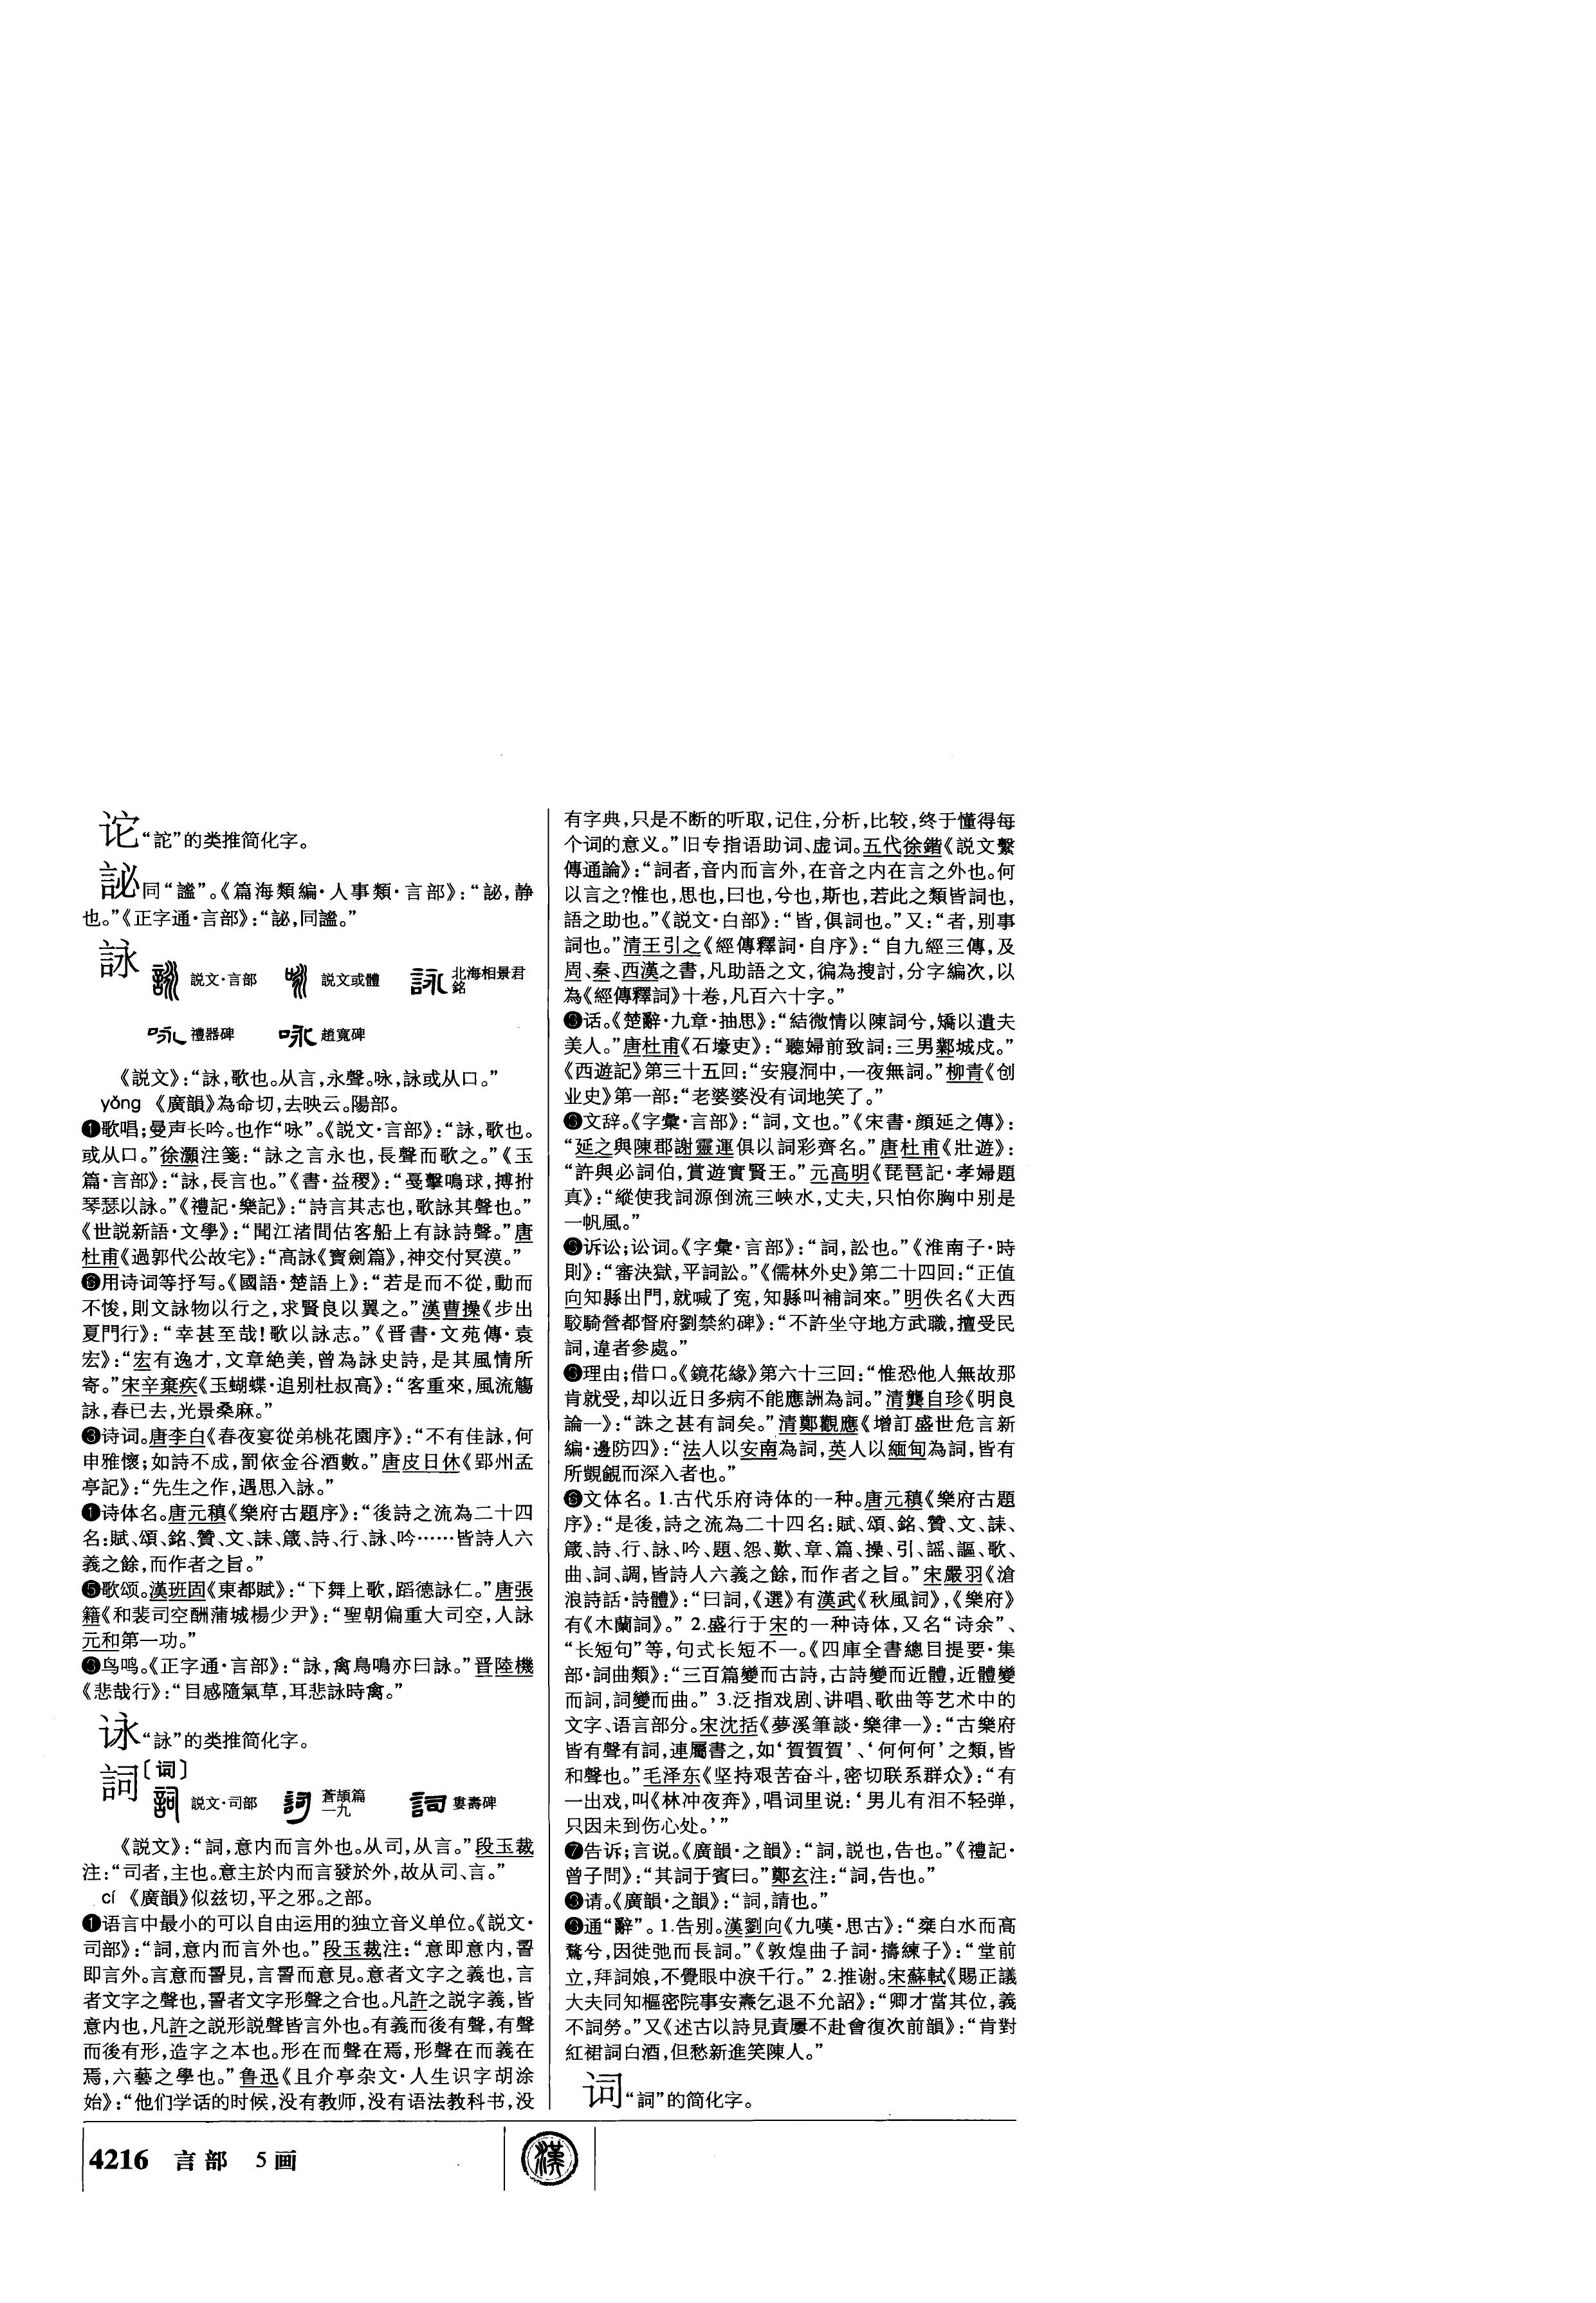 诧“詑”的类推简化字。
䛑同“謐”。《篇海類編·人事類·言部》：“䛑，静
也。”《正字通·言部》：“䛑，同謐。”
詠 説文·言部 説文或體 北海相景君銘
禮器碑 趙寬碑
《説文》：“詠，歌也。从言，永聲。咏，詠或从口。”
yǒng 《廣韻》為命切，去映云。陽部。
❶歌唱；曼声长吟。也作“咏”。《説文·言部》：“詠，歌也。
或从口。”徐灝注箋：“詠之言永也，長聲而歌之。”《玉
篇·言部》：“詠，長言也。”《書·益稷》：“戛擊鳴球，搏拊
琴瑟以詠。”《禮記·樂記》：“詩言其志也，歌詠其聲也。”
《世説新語·文學》：“聞江渚間估客船上有詠詩聲。”唐
杜甫《過郭代公故宅》：“高詠《寶劍篇》，神交付冥漠。”
❻用诗词等抒写。《國語·楚語上》：“若是而不從，動而
不悛，則文詠物以行之，求賢良以翼之。”漢曹操《步出
夏門行》：“幸甚至哉！歌以詠志。”《晋書·文苑傳·袁
宏》：“宏有逸才，文章絶美，曾為詠史詩，是其風情所
寄。”宋辛棄疾《玉蝴蝶·追别杜叔高》：“客重來，風流觴
詠，春已去，光景桑麻。”
❸诗词。唐李白《春夜宴從弟桃花園序》：“不有佳詠，何
申雅懷；如詩不成，罰依金谷酒數。”唐皮日休《郢州孟
亭記》：“先生之作，遇思入詠。”
❶诗体名。唐元稹《樂府古題序》：“後詩之流為二十四
名：賦、頌、銘、贊、文、誄、箴、詩、行、詠、吟……皆詩人六
義之餘，而作者之旨。”
❺歌颂。漢班固《東都賦》：“下舞上歌，蹈德詠仁。”唐張
籍《和裴司空酬蒲城楊少尹》：“聖朝偏重大司空，人詠
元和第一功。”
❸鸟鸣。《正字通·言部》：“詠，禽鳥鳴亦曰詠。”晋陸機
《悲哉行》：“目感隨氣草，耳悲詠時禽。”
咏“詠”的类推简化字。
詞〔词〕
説文·司部 蒼頡篇一九 婁壽碑
《説文》：“詞，意内而言外也。从司，从言。”段玉裁
注：“司者，主也。意主於内而言發於外，故从司、言。”
cí 《廣韻》似兹切，平之邪。之部。
❶语言中最小的可以自由运用的独立音义单位。《説文·
司部》：“詞，意内而言外也。”段玉裁注：“意即意内，䛐
即言外。言意而䛐見，言䛐而意見。意者文字之義也，言
者文字之聲也，䛐者文字形聲之合也。凡許之説字義，皆
意内也，凡許之説形説聲皆言外也。有義而後有聲，有聲
而後有形，造字之本也。形在而聲在焉，形聲在而義在
焉，六藝之學也。”鲁迅《且介亭杂文·人生识字胡涂
始》：“他们学话的时候，没有教师，没有语法教科书，没
有字典，只是不断的听取，记住，分析，比较，终于懂得每
个词的意义。”旧专指语助词、虚词。五代徐鍇《説文繫
傳通論》：“詞者，音内而言外，在音之内在言之外也。何
以言之？惟也，思也，曰也，兮也，斯也，若此之類皆詞也，
語之助也。”《説文·白部》：“皆，俱詞也。”又：“者，别事
詞也。”清王引之《經傳釋詞·自序》：“自九經三傳，及
周、秦、西漢之書，凡助語之文，徧為搜討，分字編次，以
為《經傳釋詞》十卷，凡百六十字。”
❻话。《楚辭·九章·抽思》：“結微情以陳詞兮，矯以遺夫
美人。”唐杜甫《石壕吏》：“聽婦前致詞：三男鄴城戍。”
《西遊記》第三十五回：“安寢洞中，一夜無詞。”柳青《创
业史》第一部：“老婆婆没有词地笑了。”
❸文辞。《字彙·言部》：“詞，文也。”《宋書·顔延之傳》：
“延之與陳郡謝靈運俱以詞彩齊名。”唐杜甫《壯遊》：
“許與必詞伯，賞遊實賢王。”元高明《琵琶記·孝婦題
真》：“縱使我詞源倒流三峽水，丈夫，只怕你胸中别是
一帆風。”
❸诉讼；讼词。《字彙·言部》：“詞，訟也。”《淮南子·時
則》：“審決獄，平詞訟。”《儒林外史》第二十四回：“正值
向知縣出門，就喊了寃，知縣叫補詞來。”明佚名《大西
驍騎營都督府劉禁約碑》：“不許坐守地方武職，擅受民
詞，違者參處。”
❸理由；借口。《鏡花緣》第六十三回：“惟恐他人無故那
肯就受，却以近日多病不能應詶為詞。”清龔自珍《明良
論一》：“誅之甚有詞矣。”清鄭觀應《增訂盛世危言新
編·邊防四》：“法人以安南為詞，英人以緬甸為詞，皆有
所覬覦而深入者也。”
❻文体名。1.古代乐府诗体的一种。唐元稹《樂府古題
序》：“是後，詩之流為二十四名：賦、頌、銘、贊、文、誄、
箴、詩、行、詠、吟、題、怨、歎、章、篇、操、引、謡、謳、歌、
曲、詞、調，皆詩人六義之餘，而作者之旨。”宋嚴羽《滄
浪詩話·詩體》：“曰詞，《選》有漢武《秋風詞》，《樂府》
有《木蘭詞》。”2.盛行于宋的一种诗体，又名“诗余”、
“长短句”等，句式长短不一。《四庫全書總目提要·集
部·詞曲類》：“三百篇變而古詩，古詩變而近體，近體變
而詞，詞變而曲。”3.泛指戏剧、讲唱、歌曲等艺术中的
文字、语言部分。宋沈括《夢溪筆談·樂律一》：“古樂府
皆有聲有詞，連屬書之，如‘賀賀賀’、‘何何何’之類，皆
和聲也。”毛泽东《坚持艰苦奋斗，密切联系群众》：“有
一出戏，叫《林冲夜奔》，唱词里说：‘男儿有泪不轻弹，
只因未到伤心处。’”
❼告诉；言说。《廣韻·之韻》：“詞，説也，告也。”《禮記·
曾子問》：“其詞于賓曰。”鄭玄注：“詞，告也。”
❸请。《廣韻·之韻》：“詞，請也。”
❸通“辭”。1.告别。漢劉向《九嘆·思古》：“棄白水而高
騖兮，因徙弛而長詞。”《敦煌曲子詞·擣練子》：“堂前
立，拜詞娘，不覺眼中淚千行。”2.推谢。宋蘇軾《賜正議
大夫同知樞密院事安燾乞退不允詔》：“卿才當其位，義
不詞勞。”又《述古以詩見責屢不赴會復次前韻》：“肯對
紅裙詞白酒，但愁新進笑陳人。”
词“詞”的简化字。
4216 言部 5画 漢